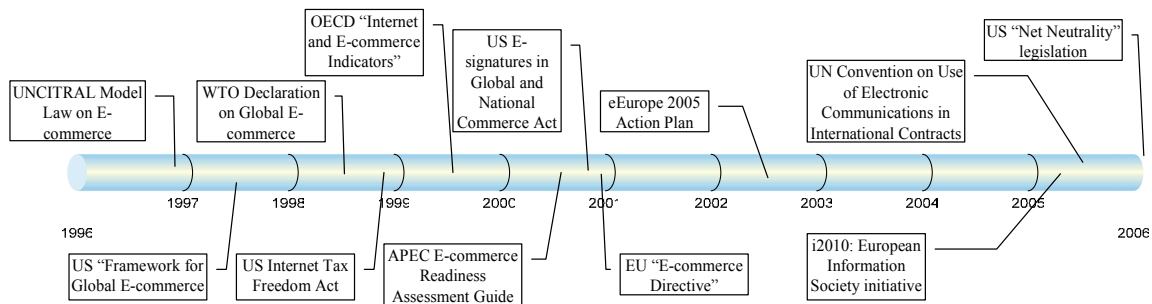 OECD “Internet
and E-commerce
Indicators”
US E-
signatures in
Global and
National
Commerce Act
US “Net Neutrality”
legislation
UNCITRAL Model
Law on E-
commerce
WTO Declaration
on Global E-
commerce
eEurope 2005
Action Plan
UN Convention on Use
of Electronic
Communications in
International Contracts
1996
1997
1998
1999
2000
2001
2002
2003
2004
2005
2006
US “Framework for
Global E-commerce
US Internet Tax
Freedom Act
APEC E-commerce
Readiness
Assessment Guide
EU “E-commerce
Directive”
i2010: European
Information
Society initiative